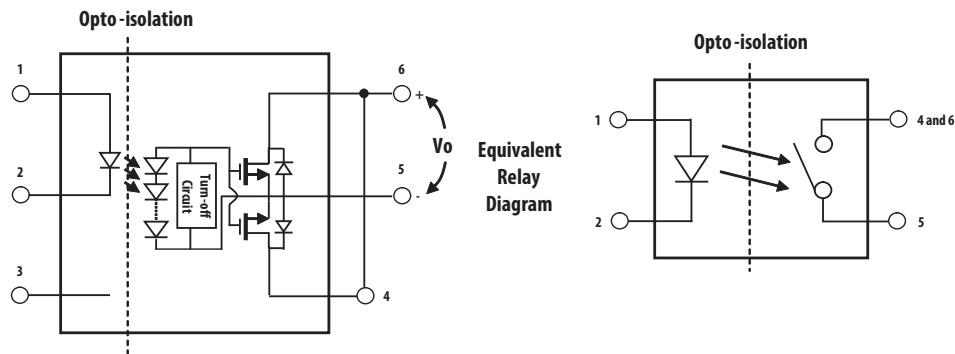 Opto-isolation
1
2
3
Turn-off
Circuit
6
+
Vo
5
-
4
Equivalent
Relay
Diagram
Opto-isolation
1
2
4 and 6
5